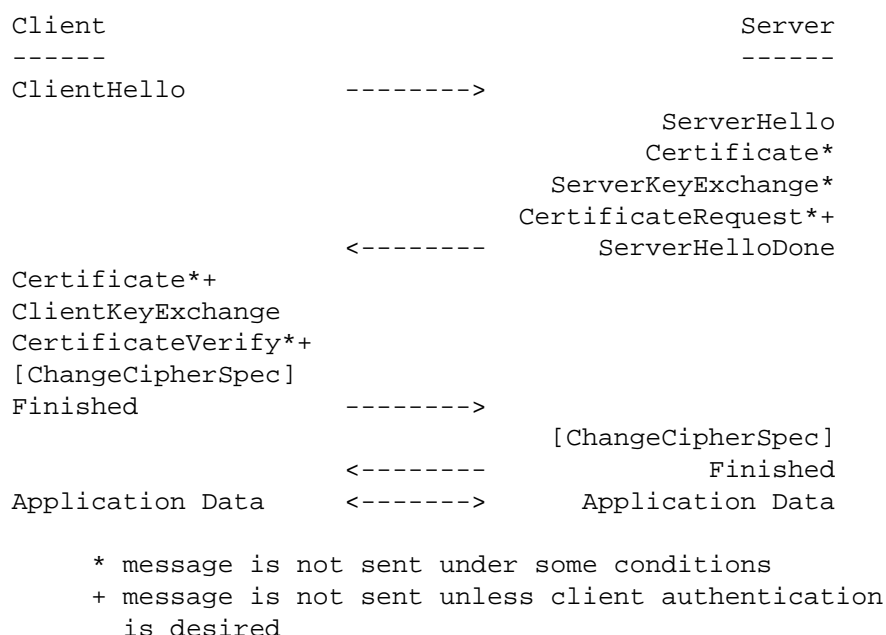 Client                                        Server
------                                        ------
ClientHello          -------->
                                         ServerHello
                                        Certificate*
                                  ServerKeyExchange*
                                CertificateRequest*+
                     <--------       ServerHelloDone
Certificate*+
ClientKeyExchange
CertificateVerify*+
[ChangeCipherSpec]
Finished             -------->
                                  [ChangeCipherSpec]
                     <--------              Finished
Application Data     <------->      Application Data
     * message is not sent under some conditions
     + message is not sent unless client authentication
       is desired